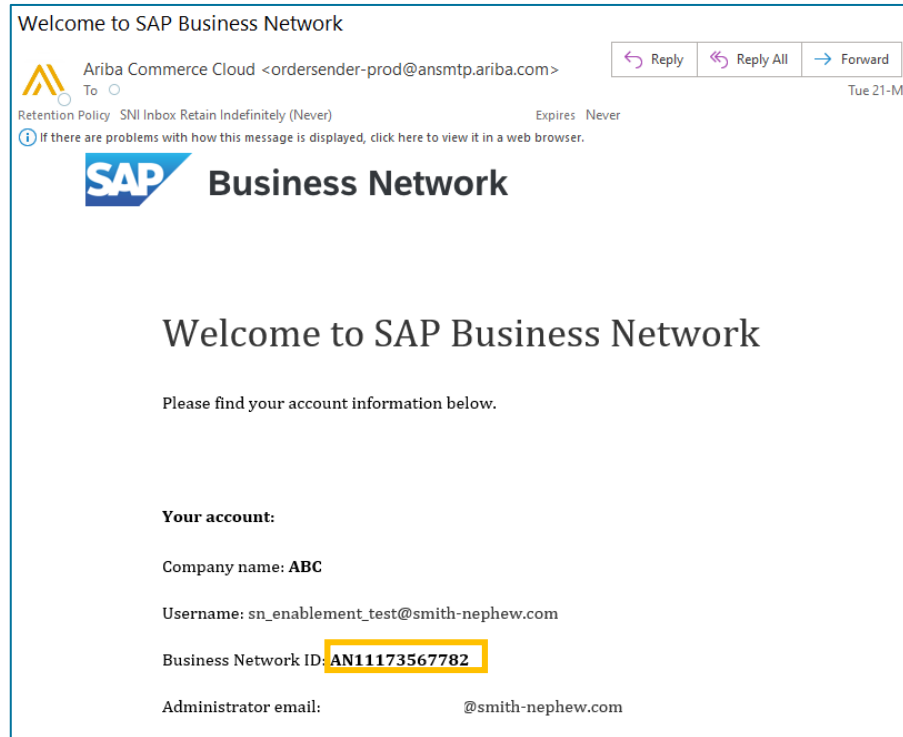 Welcome to SAP Business Network
Reply
Reply All
Forward
Ariba Commerce Cloud <ordersender-prod@ansmtp.ariba.com>
To
Tue 21-M
Retention Policy SNI Inbox Retain Indefinitely (Never)
Expires Never
If there are problems with how this message is displayed, click here to view it in a web browser.
SAP Business Network
Welcome to SAP Business Network
Please find your account information below.
Your account:
Company name: ABC
Username: sn_enablement_test@smith-nephew.com
Business Network ID: AN11173567782
Administrator email: @smith-nephew.com